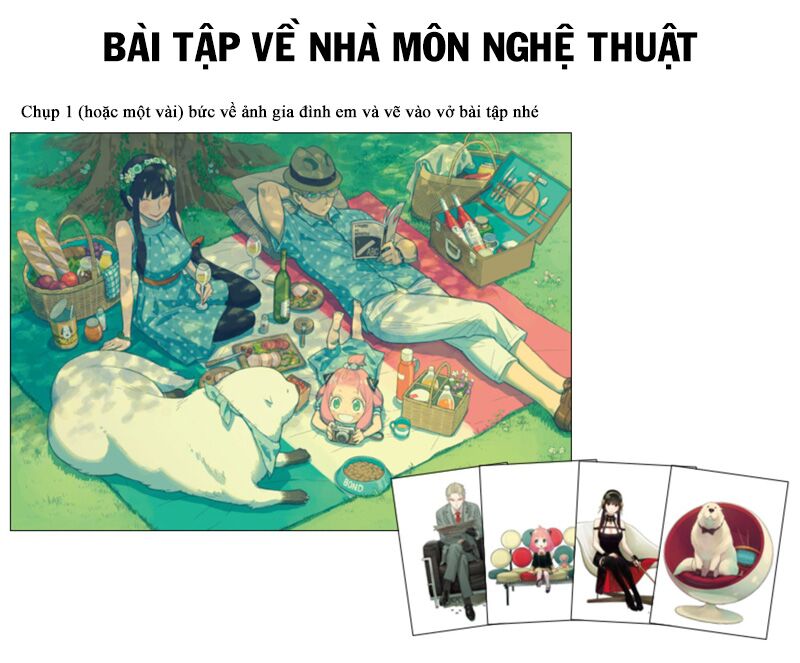 BÀI TẬP VỀ NHÀ MÔN NGHỆ THUẬT
Chụp 1 (hoặc một vài) bức về ảnh gia đình em và vẽ vào vở bài tập nhé
BOND